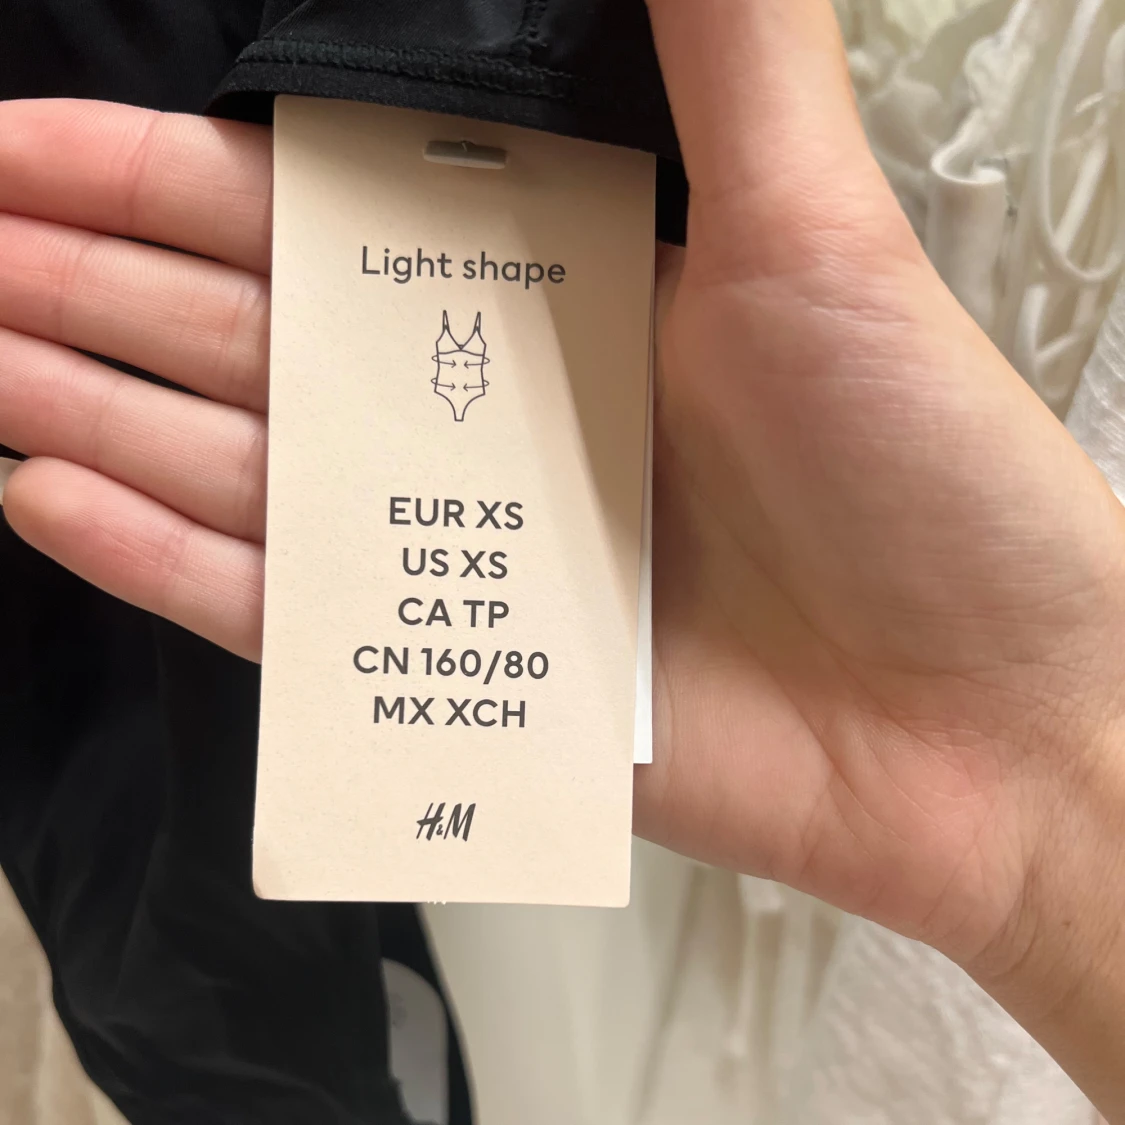 Light shape
EUR XS
US XS
CA TP
CN 160/80
MX XCH
H&M